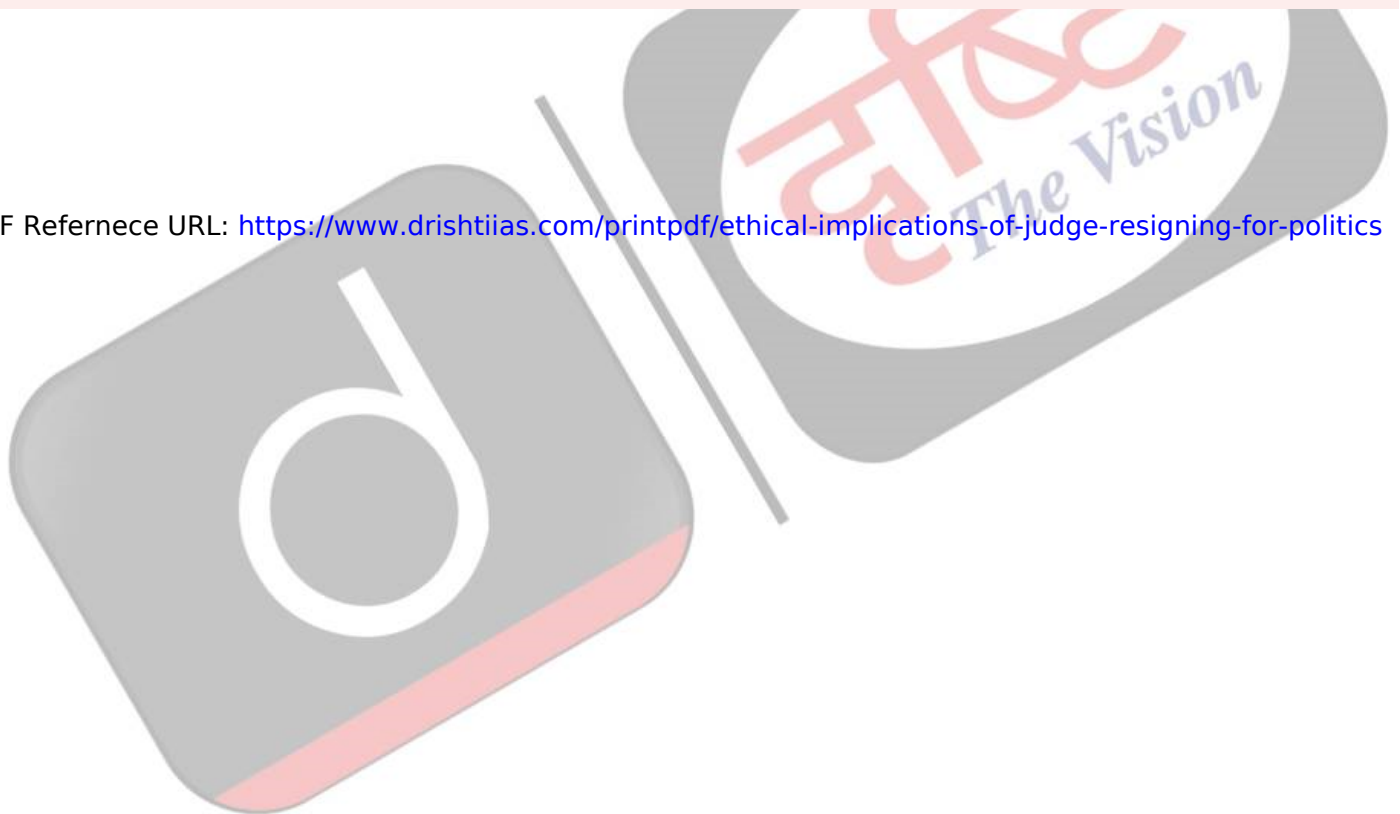 दृष्टि
The Vision
F Refernece URL: https://www.drishtiias.com/printpdf/ethical-implications-of-judge-resigning-for-politics